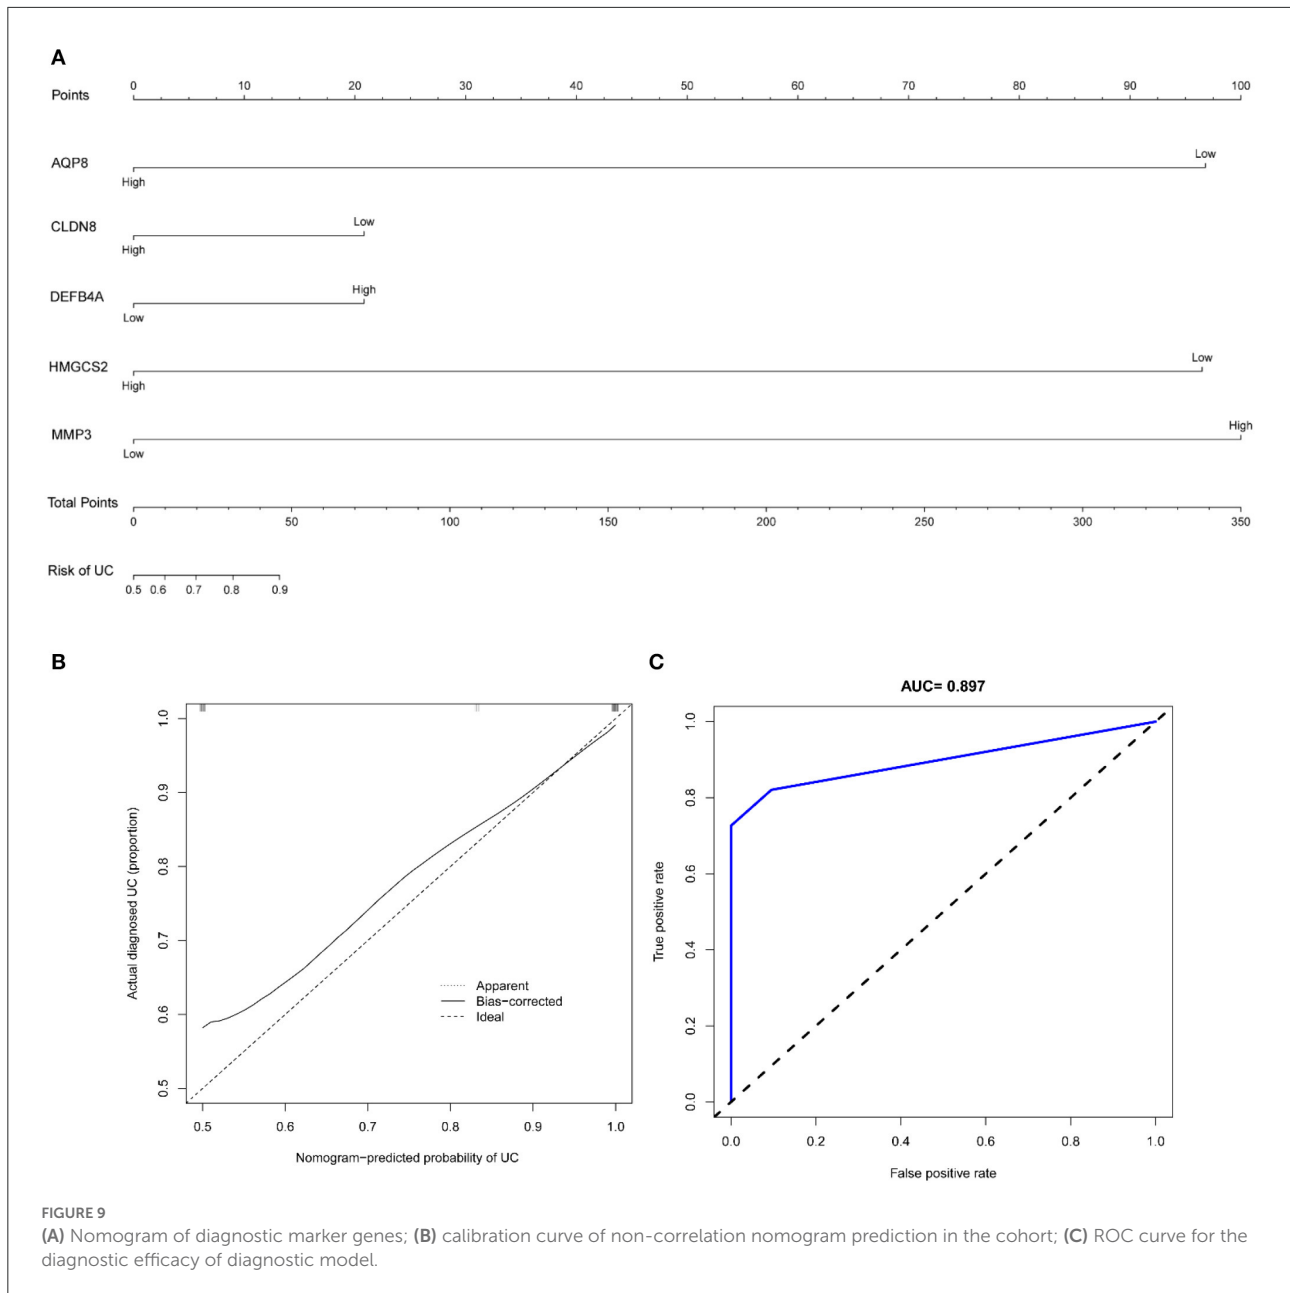 A
Points
0 10 20 30 40 50 60 70 80 90 100
AQP8
Low
High
CLDN8
Low
High
DEFB4A
High
Low
HMGCS2
Low
High
MMP3
High
Low
Total Points
0 50 100 150 200 250 300 350
Risk of UC
0.5 0.6 0.7 0.8 0.9
B
Actual diagnosed UC (proportion)
1.0
0.9
0.8
0.7
0.6
0.5
Apparent
Bias−corrected
Ideal
0.5 0.6 0.7 0.8 0.9 1.0
Nomogram−predicted probability of UC
C
AUC= 0.897
True positive rate
1.0
0.8
0.6
0.4
0.2
0.0
0.0 0.2 0.4 0.6 0.8 1.0
False positive rate
FIGURE 9
(A) Nomogram of diagnostic marker genes; (B) calibration curve of non-correlation nomogram prediction in the cohort; (C) ROC curve for the
diagnostic efficacy of diagnostic model.